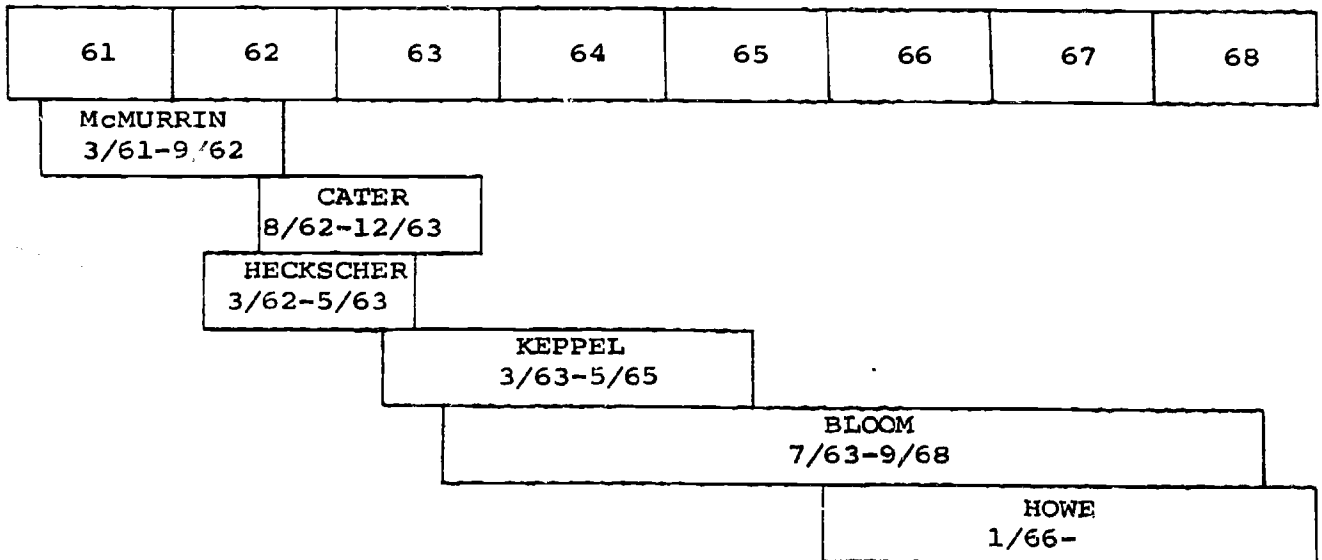 61 62 63 64 65 66 67 68
McMURRIN
3/61-9/62
CATER
8/62-12/63
HECKSCHER
3/62-5/63
KEPPEL
3/63-5/65
BLOOM
7/63-9/68
HOWE
1/66-